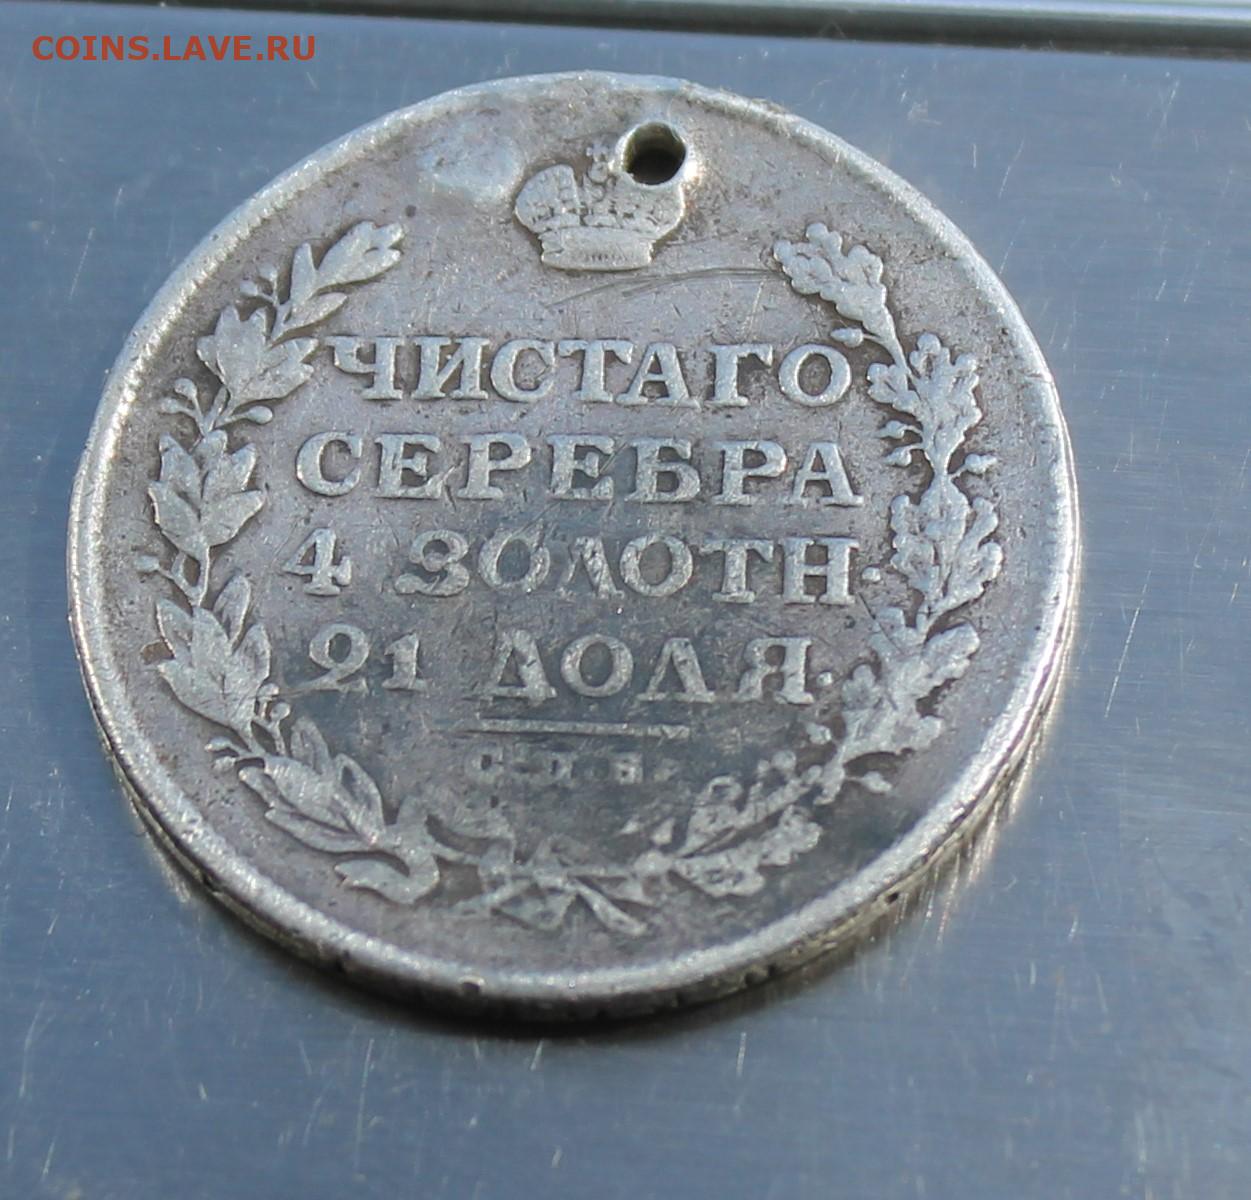 COINS.LAVE.RU
ЧИСТАГО
СЕРЕБРА
4 ЗОЛОТН.
21 ДОЛЯ.
С.П.Б.